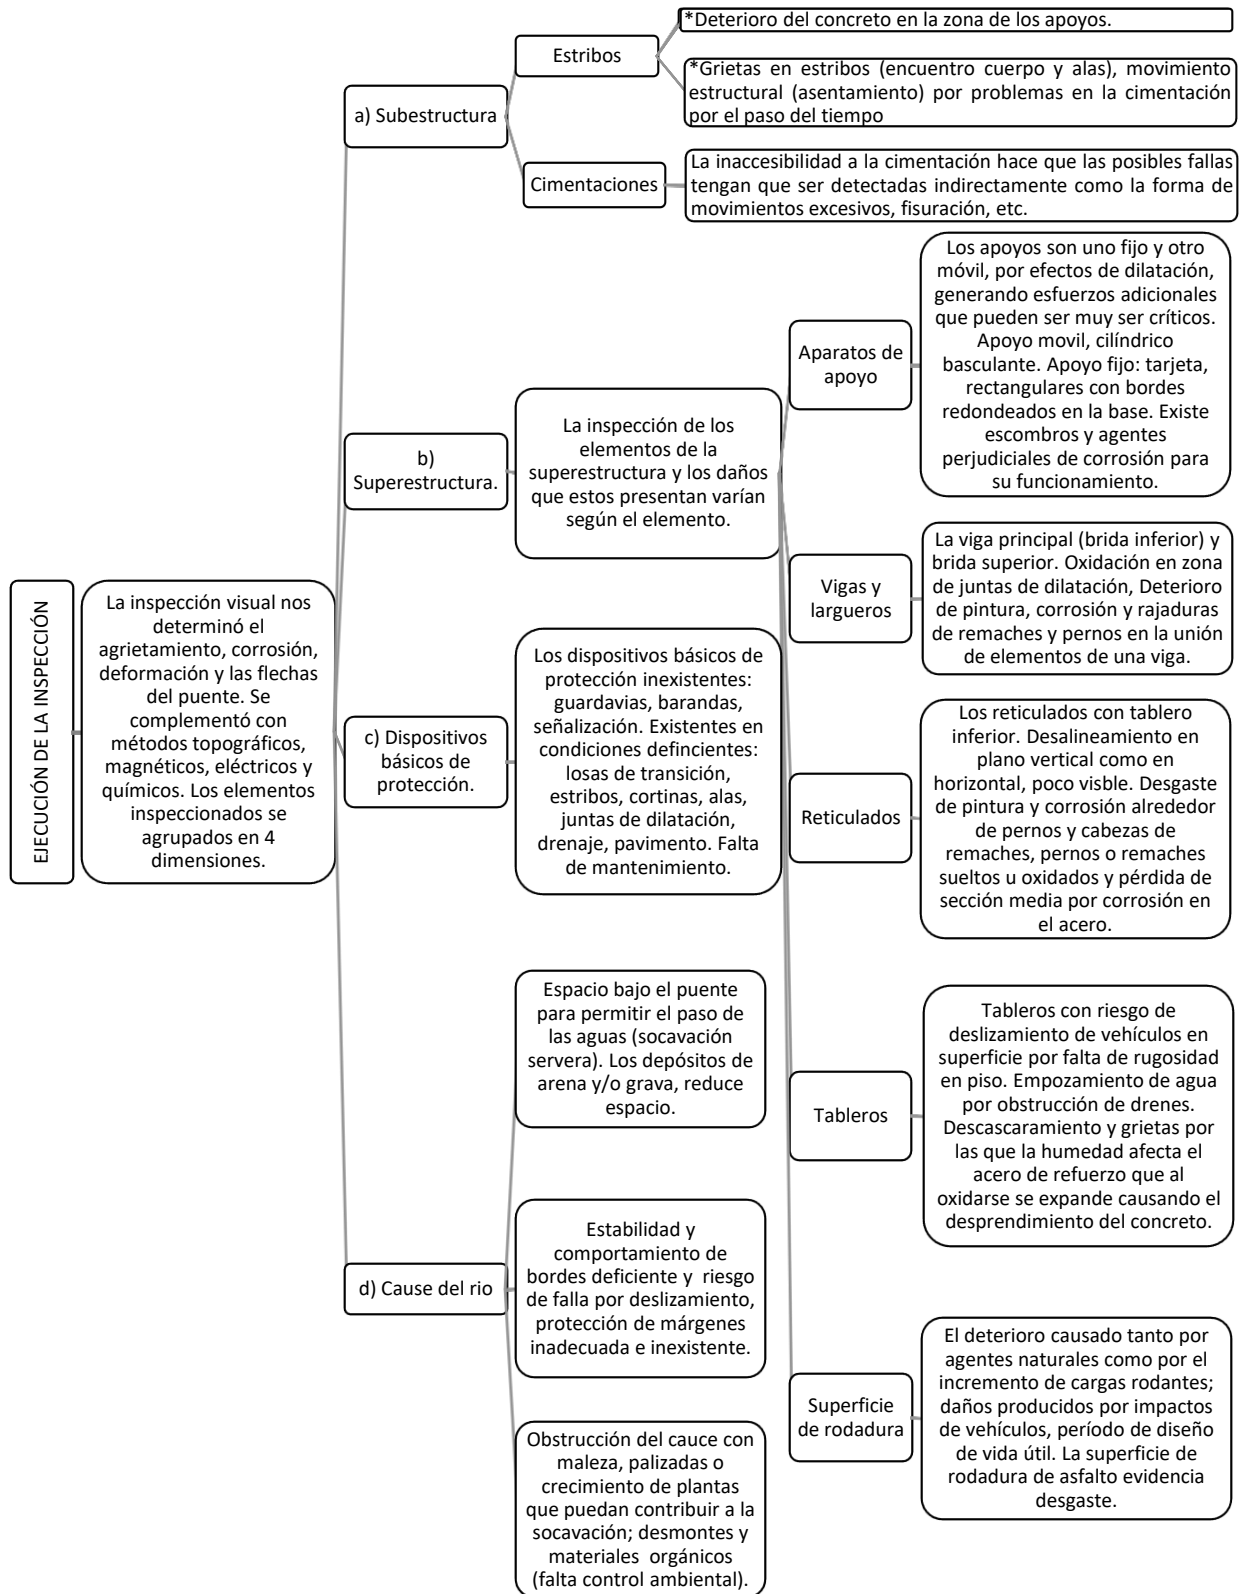 EJECUCIÓN DE LA INSPECCIÓN
La inspección visual nos
determinó el
agrietamiento, corrosión,
deformación y las flechas
del puente. Se
complementó con
métodos topográficos,
magnéticos, eléctricos y
químicos. Los elementos
inspeccionados se
agrupados en 4
dimensiones.
a) Subestructura
Estribos
*Deterioro del concreto en la zona de los apoyos.
*Grietas en estribos (encuentro cuerpo y alas), movimiento
estructural (asentamiento) por problemas en la cimentación
por el paso del tiempo
Cimentaciones
La inaccesibilidad a la cimentación hace que las posibles fallas
tengan que ser detectadas indirectamente como la forma de
movimientos excesivos, fisuración, etc.
b)
Superestructura.
La inspección de los
elementos de la
superestructura y los daños
que estos presentan varían
según el elemento.
Aparatos de
apoyo
Los apoyos son uno fijo y otro
móvil, por efectos de dilatación,
generando esfuerzos adicionales
que pueden ser muy ser críticos.
Apoyo movil, cilíndrico
basculante. Apoyo fijo: tarjeta,
rectangulares con bordes
redondeados en la base. Existe
escombros y agentes
perjudiciales de corrosión para
su funcionamiento.
Vigas y
largueros
La viga principal (brida inferior) y
brida superior. Oxidación en zona
de juntas de dilatación, Deterioro
de pintura, corrosión y rajaduras
de remaches y pernos en la unión
de elementos de una viga.
Reticulados
Los reticulados con tablero
inferior. Desalineamiento en
plano vertical como en
horizontal, poco visble. Desgaste
de pintura y corrosión alrededor
de pernos y cabezas de
remaches, pernos o remaches
sueltos u oxidados y pérdida de
sección media por corrosión en
el acero.
Tableros
Tableros con riesgo de
deslizamiento de vehículos en
superficie por falta de rugosidad
en piso. Empozamiento de agua
por obstrucción de drenes.
Descascaramiento y grietas por
las que la humedad afecta el
acero de refuerzo que al
oxidarse se expande causando el
desprendimiento del concreto.
Superficie
de rodadura
El deterioro causado tanto por
agentes naturales como por el
incremento de cargas rodantes;
daños producidos por impactos
de vehículos, período de diseño
de vida útil. La superficie de
rodadura de asfalto evidencia
desgaste.
c) Dispositivos
básicos de
protección.
Los dispositivos básicos de
protección inexistentes:
guardavias, barandas,
señalización. Existentes en
condiciones defincientes:
losas de transición,
estribos, cortinas, alas,
juntas de dilatación,
drenaje, pavimento. Falta
de mantenimiento.
d) Cause del rio
Espacio bajo el puente
para permitir el paso de
las aguas (socavación
servera). Los depósitos de
arena y/o grava, reduce
espacio.
Estabilidad y
comportamiento de
bordes deficiente y riesgo
de falla por deslizamiento,
protección de márgenes
inadecuada e inexistente.
Obstrucción del cauce con
maleza, palizadas o
crecimiento de plantas
que puedan contribuir a la
socavación; desmontes y
materiales orgánicos
(falta control ambiental).